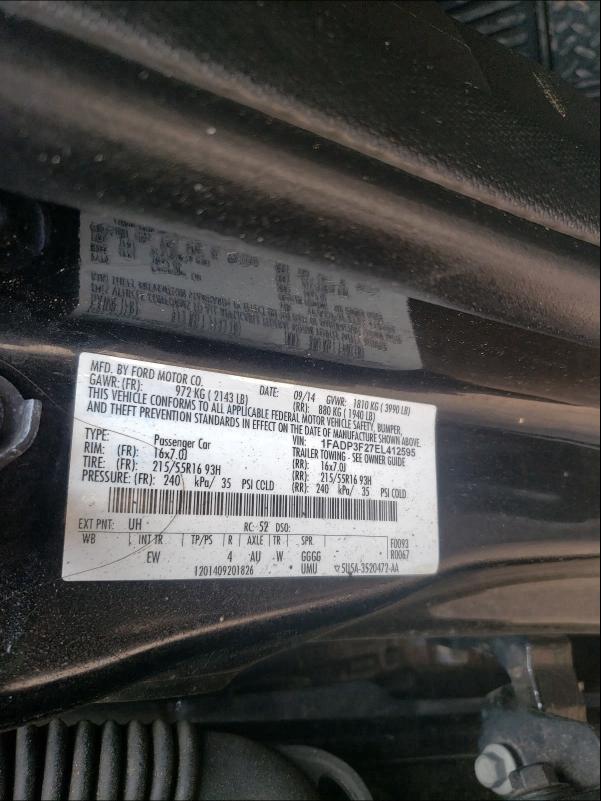 MFD. BY FORD MOTOR CO.
DATE: 09/14 GVWR: 1810 KG ( 3990 LB)
GAWR: (FR): 972 KG ( 2143 LB) (RR): 880 KG ( 1940 LB)
THIS VEHICLE CONFORMS TO ALL APPLICABLE FEDERAL MOTOR VEHICLE SAFETY, BUMPER,
AND THEFT PREVENTION STANDARDS IN EFFECT ON THE DATE OF MANUFACTURE SHOWN ABOVE.
VIN: 1FADP3F27EL412595
TYPE: Passenger Car TRAILER TOWING - SEE OWNER GUIDE
RIM: (FR): 16x7.0J (RR): 16x7.0J
TIRE: (FR): 215/55R16 93H (RR): 215/55R16 93H
PRESSURE: (FR): 240 kPa/ 35 PSI COLD (RR): 240 kPa/ 35 PSI COLD
EXT PNT: UH RC: 52 DSO:
WB INT TR TP/PS R AXLE TR SPR F0093
EW 4 AU W GGGG R0067
1201409201826 UMU ▽5U5A-3520472-AA